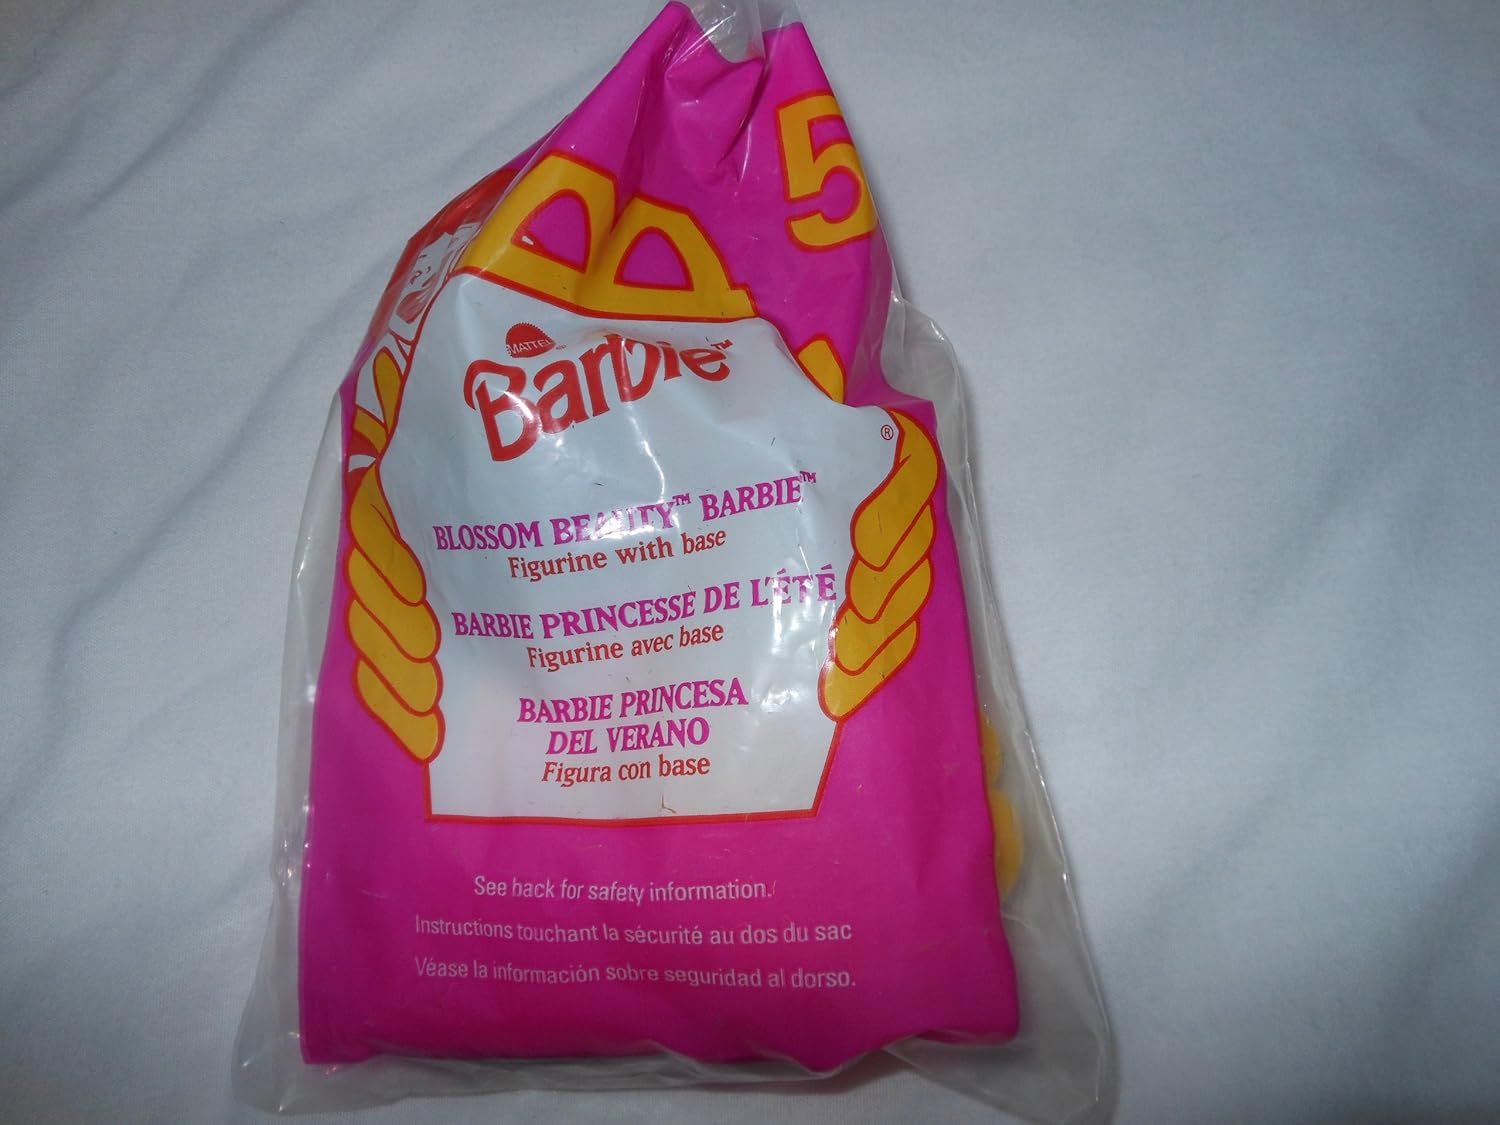 5
MATTEL
Barbie™
®
BLOSSOM BEAUTY™ BARBIE™
Figurine with base
BARBIE PRINCESSE DE L'ÉTÉ
Figurine avec base
BARBIE PRINCESA
DEL VERANO
Figura con base
See back for safety information.
Instructions touchant la sécurité au dos du sac
Véase la información sobre seguridad al dorso.